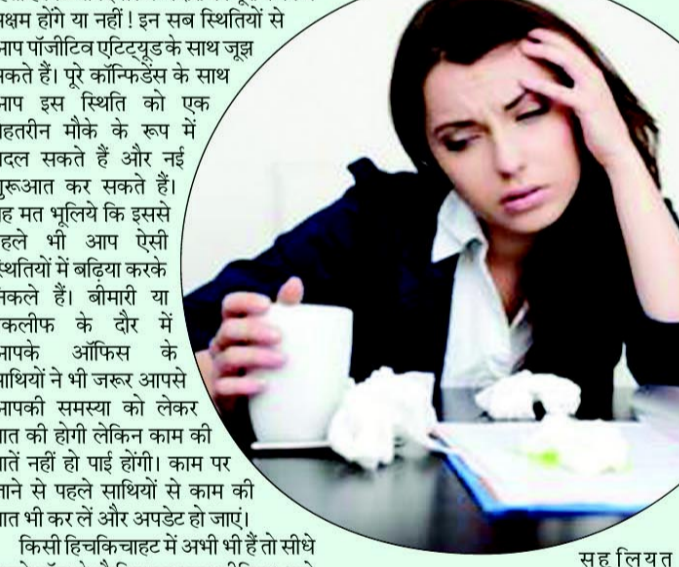 सक्षम होंगे या नहीं! इन सब स्थितियों से
आप पॉजीटिव एटिट्यूड के साथ जूझ
सकते हैं। पूरे कॉन्फिडेंस के साथ
आप इस स्थिति को एक
बेहतरीन मौके के रूप में
बदल सकते हैं और नई
शुरूआत कर सकते हैं।
यह मत भूलिये कि इससे
पहले भी आप ऐसी
स्थितियों में बढ़िया करके
निकले हैं। बीमारी या
तकलीफ के दौर में
आपके ऑफिस के
साथियों ने भी जरूर आपसे
आपकी समस्या को लेकर
बात की होगी लेकिन काम की
बातें नहीं हो पाई होंगी। काम पर
जाने से पहले साथियों से काम की
बात भी कर लें और अपडेट हो जाएं।
किसी हिचकिचाहट में अभी भी हैं तो सीधे
सहूलियत